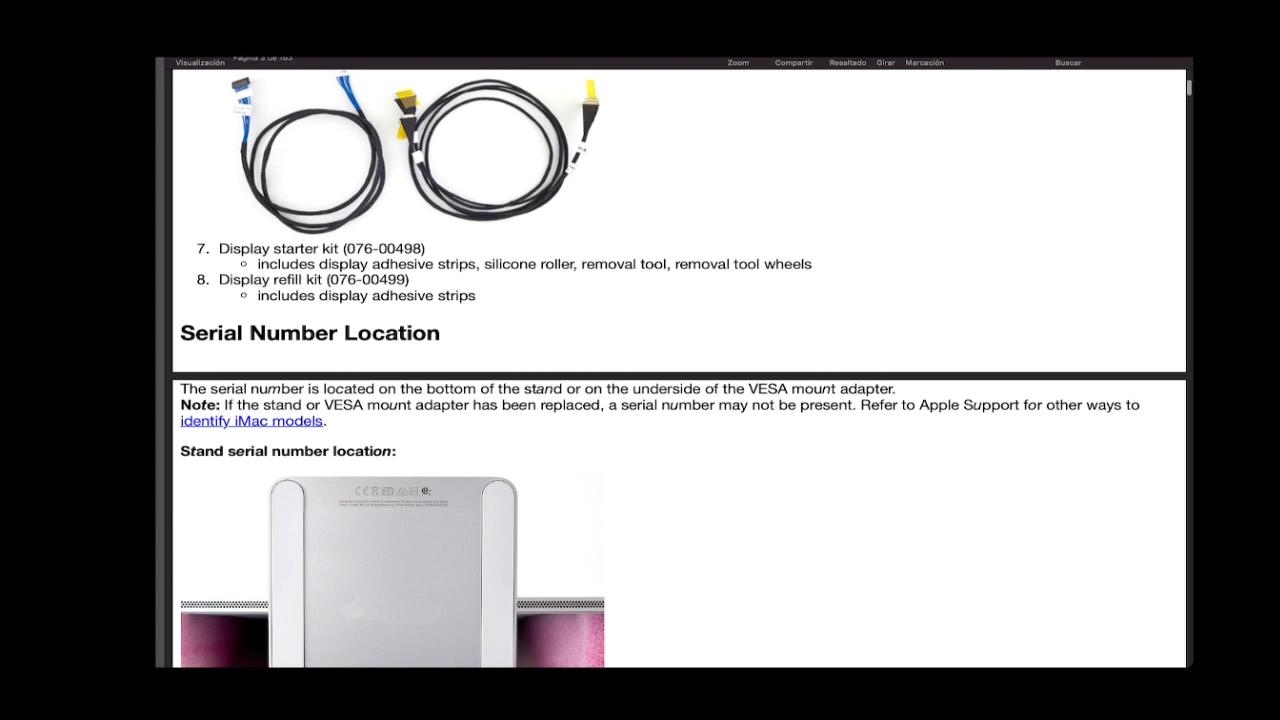 Visualización
Página 3 de 103
Zoom
Compartir
Resaltado
Girar
Marcación
Buscar
7. Display starter kit (076-00498)
includes display adhesive strips, silicone roller, removal tool, removal tool wheels
8. Display refill kit (076-00499)
includes display adhesive strips
Serial Number Location
The serial number is located on the bottom of the stand or on the underside of the VESA mount adapter.
Note: If the stand or VESA mount adapter has been replaced, a serial number may not be present. Refer to Apple Support for other ways to
identify iMac models.
Stand serial number location: